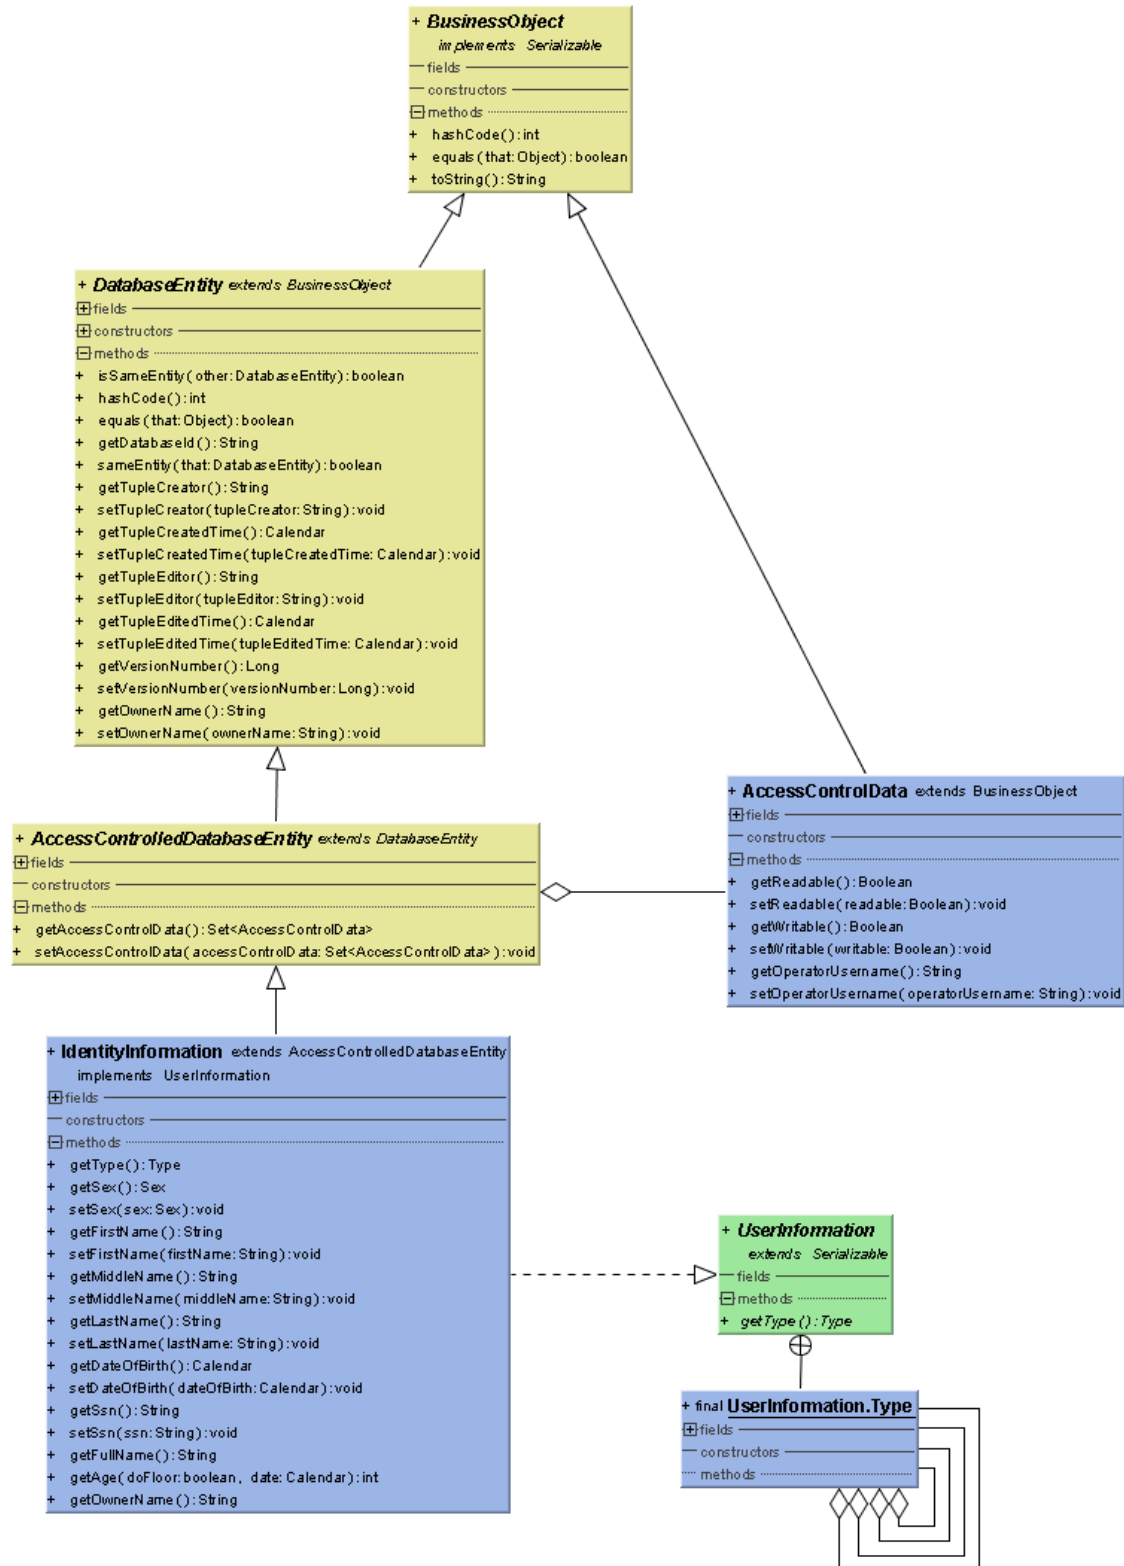 + BusinessObject
implements Serializable
fields
constructors
methods
+ hashCode():int
+ equals(that:Object):boolean
+ toString():String
+ DatabaseEntity extends BusinessObject
fields
constructors
methods
+ isSameEntity(other:DatabaseEntity):boolean
+ hashCode():int
+ equals(that:Object):boolean
+ getDatabaseId():String
+ sameEntity(that:DatabaseEntity):boolean
+ getTupleCreator():String
+ setTupleCreator(tupleCreator:String):void
+ getTupleCreatedTime():Calendar
+ setTupleCreatedTime(tupleCreatedTime:Calendar):void
+ getTupleEditor():String
+ setTupleEditor(tupleEditor:String):void
+ getTupleEditedTime():Calendar
+ setTupleEditedTime(tupleEditedTime:Calendar):void
+ getVersionNumber():Long
+ setVersionNumber(versionNumber:Long):void
+ getOwnerName():String
+ setOwnerName(ownerName:String):void
+ AccessControlledDatabaseEntity extends DatabaseEntity
fields
constructors
methods
+ getAccessControlData():Set<AccessControlData>
+ setAccessControlData(accessControlData:Set<AccessControlData>):void
+ AccessControlData extends BusinessObject
fields
constructors
methods
+ getReadable():Boolean
+ setReadable(readable:Boolean):void
+ getWritable():Boolean
+ setWritable(writable:Boolean):void
+ getOperatorUsername():String
+ setOperatorUsername(operatorUsername:String):void
+ IdentityInformation extends AccessControlledDatabaseEntity
implements UserInformation
fields
constructors
methods
+ getType():Type
+ getSex():Sex
+ setSex(sex:Sex):void
+ getFirstName():String
+ setFirstName(firstName:String):void
+ getMiddleName():String
+ setMiddleName(middleName:String):void
+ getLastName():String
+ setLastName(lastName:String):void
+ getDateOfBirth():Calendar
+ setDateOfBirth(dateOfBirth:Calendar):void
+ getSsn():String
+ setSsn(ssn:String):void
+ getFullName():String
+ getAge(doFloor:boolean, date:Calendar):int
+ getOwnerName():String
+ UserInformation
extends Serializable
fields
methods
+ getType():Type
+ final UserInformation.Type
fields
constructors
methods